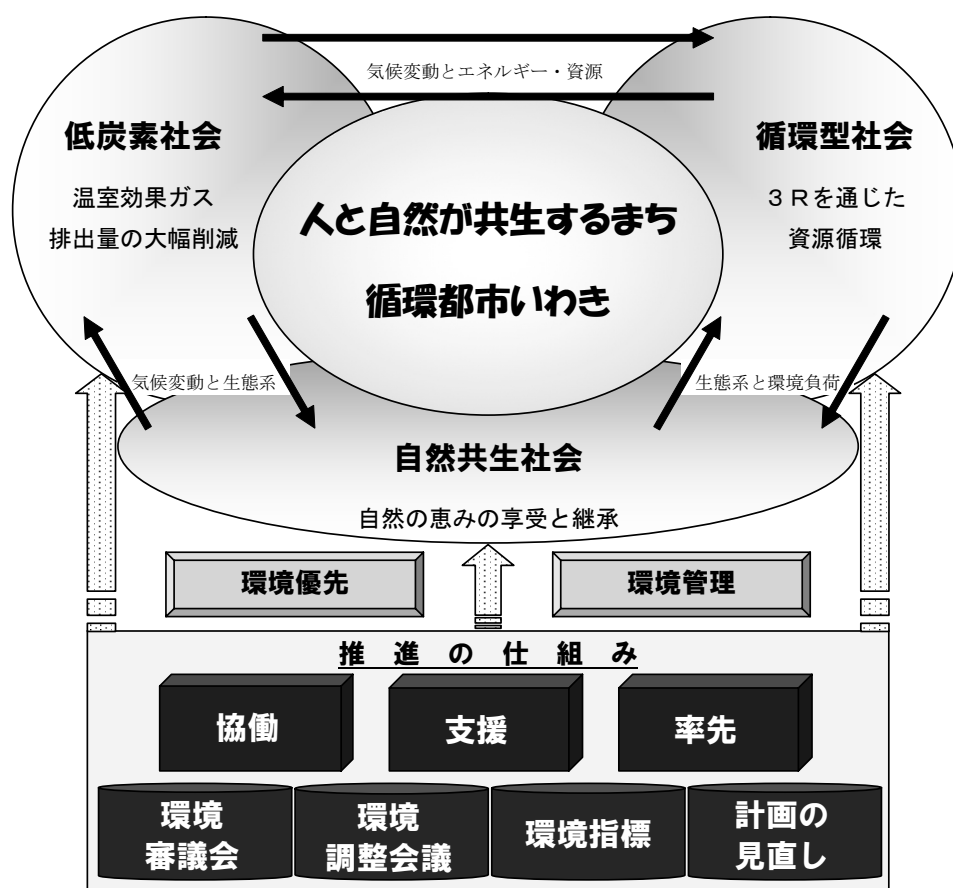 気候変動とエネルギー・資源
低炭素社会
温室効果ガス
排出量の大幅削減
循環型社会
３Ｒを通じた
資源循環
人と自然が共生するまち
循環都市いわき
気候変動と生態系
生態系と環境負荷
自然共生社会
自然の恵みの享受と継承
環境優先
環境管理
推進の仕組み
協働
支援
率先
環境
審議会
環境
調整会議
環境指標
計画の
見直し